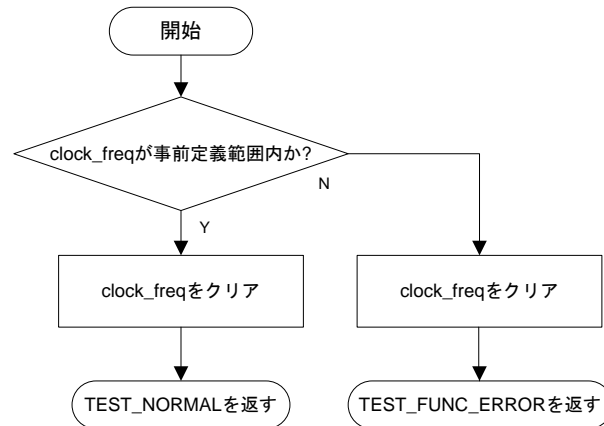 開始
clock_freqが事前定義範囲内か?
N
Y
clock_freqをクリア
clock_freqをクリア
TEST_NORMALを返す
TEST_FUNC_ERRORを返す